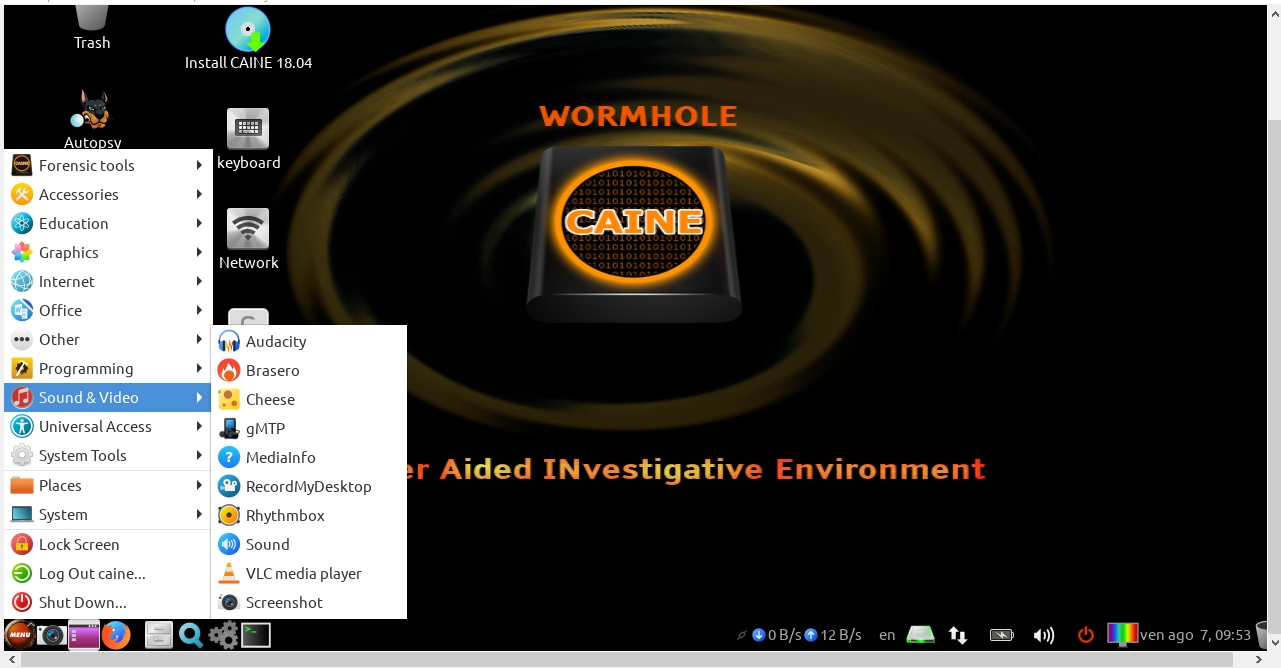 Trash
Install CAINE 18.04
Autopsy
keyboard
Network
WORMHOLE
CAINE
er Aided INvestigative Environment
Forensic tools
Accessories
Education
Graphics
Internet
Office
Other
Programming
Sound & Video
Universal Access
System Tools
Places
System
Lock Screen
Log Out caine...
Shut Down...
Audacity
Brasero
Cheese
gMTP
MediaInfo
RecordMyDesktop
Rhythmbox
Sound
VLC media player
Screenshot
MENU
0 B/s 12 B/s en ven ago 7, 09:53